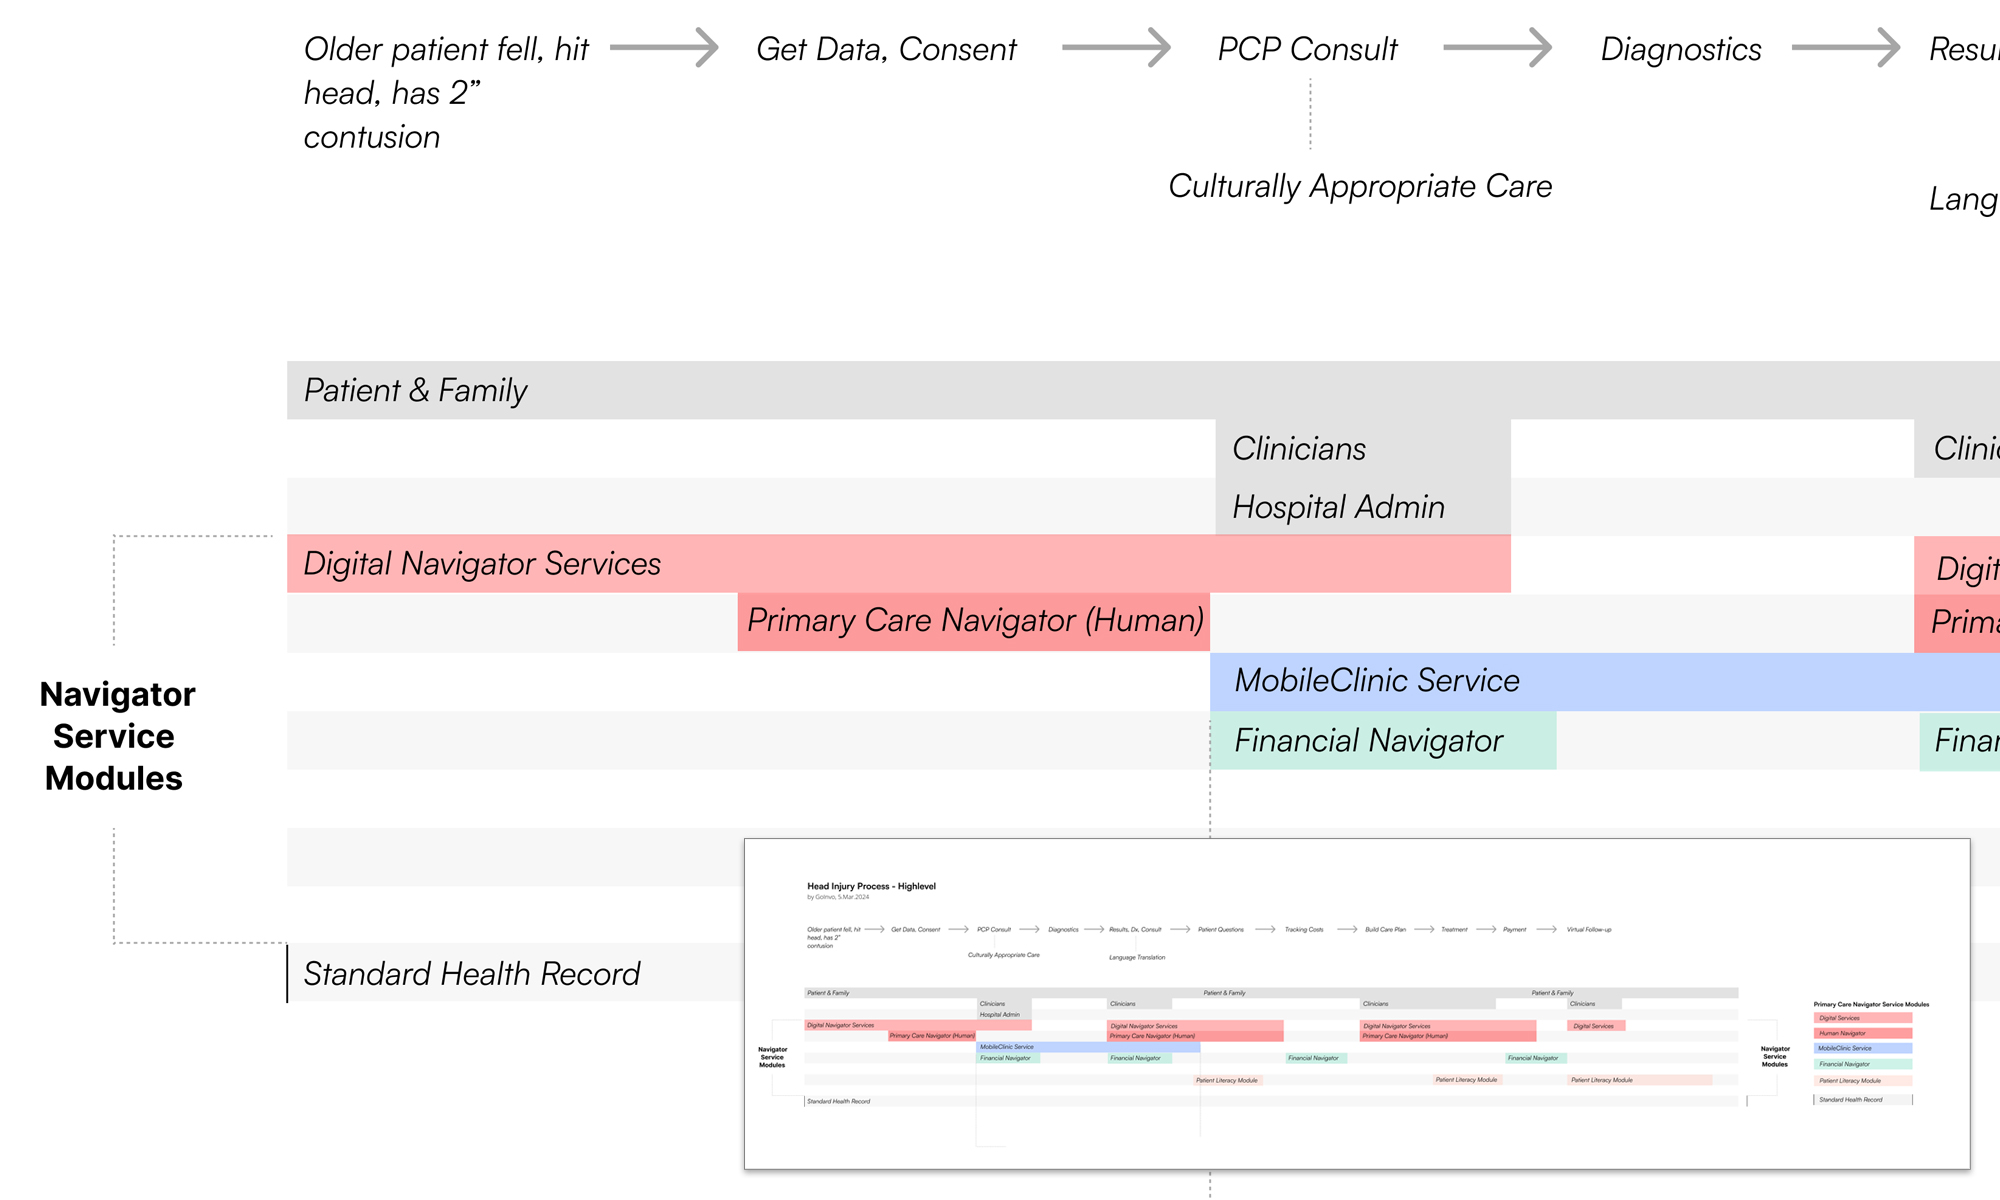 Older patient fell, hit
head, has 2”
contusion
Get Data, Consent
PCP Consult
Diagnostics
Resul
Culturally Appropriate Care
Lang
Patient & Family
Clinicians
Clinic
Hospital Admin
Digital Navigator Services
Digit
Primary Care Navigator (Human)
Prima
MobileClinic Service
Financial Navigator
Finan
Navigator
Service
Modules
Standard Health Record
Head Injury Process - Highlevel
by GoInvo, 5.Mar.2024
Older patient fell, hit
head, has 2”
contusion
Get Data, Consent
PCP Consult
Diagnostics
Results, Dx, Consult
Patient Questions
Tracking Costs
Build Care Plan
Treatment
Payment
Virtual Follow-up
Culturally Appropriate Care
Language Translation
Patient & Family
Patient & Family
Patient & Family
Clinicians
Clinicians
Clinicians
Clinicians
Hospital Admin
Digital Navigator Services
Digital Navigator Services
Digital Navigator Services
Digital Services
Primary Care Navigator (Human)
Primary Care Navigator (Human)
Primary Care Navigator (Human)
MobileClinic Service
Financial Navigator
Financial Navigator
Financial Navigator
Financial Navigator
Patient Literacy Module
Patient Literacy Module
Patient Literacy Module
Navigator
Service
Modules
Standard Health Record
Navigator
Service
Modules
Primary Care Navigator Service Modules
Digital Services
Human Navigator
MobileClinic Service
Financial Navigator
Patient Literacy Module
Standard Health Record